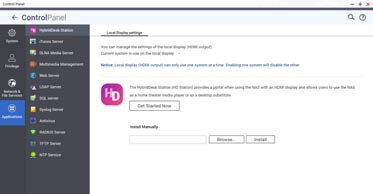 Control Panel
ControlPanel
System
Privilege
Network &
File Services
Applications
HybridDesk Station
iTunes Server
DLNA Media Server
Multimedia Management
Web Server
LDAP Server
SQL server
Syslog Server
Antivirus
RADIUS Server
TFTP Server
NTP Service
Local Display settings
You can manage the settings of the local display (HDMI output).
Current system in use on the local display: -
Notice: Local display (HDMI output) can only use one system at a time. Enabling one system will disable the other.
HD
The HybridDesk Station (HD Station) provides a portal when using the NAS with an HDMI display and allows users to use the NAS
as a home theater media player or as a desktop substitute.
Get Started Now
Install Manually
Browse...
Install